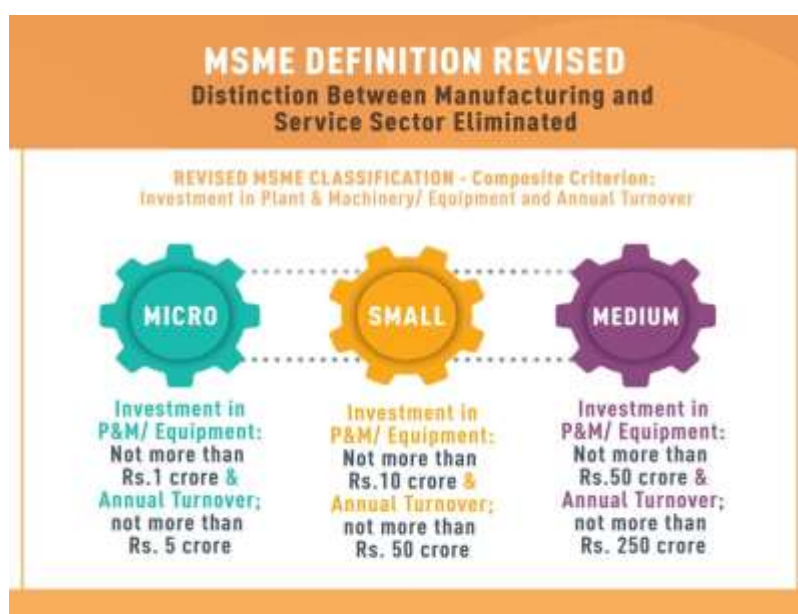 MSME DEFINITION REVISED
Distinction Between Manufacturing and
Service Sector Eliminated
REVISED MSME CLASSIFICATION - Composite Criterion:
Investment in Plant & Machinery/ Equipment and Annual Turnover
MICRO
SMALL
MEDIUM
Investment in
P&M/ Equipment:
Not more than
Rs.1 crore &
Annual Turnover;
not more than
Rs. 5 crore
Investment in
P&M/ Equipment:
Not more than
Rs.10 crore &
Annual Turnover;
not more than
Rs. 50 crore
Investment in
P&M/ Equipment:
Not more than
Rs.50 crore &
Annual Turnover;
not more than
Rs. 250 crore